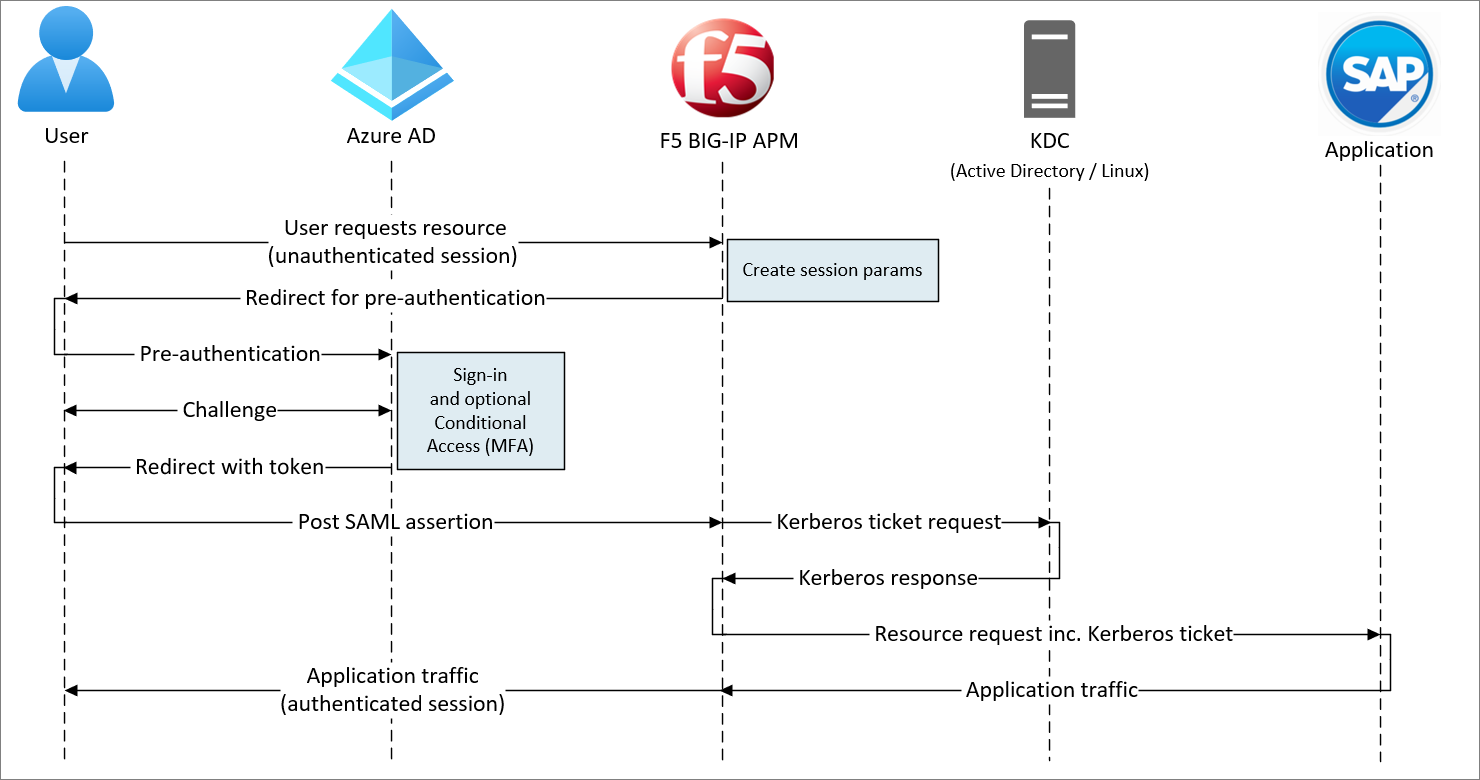 f5
SAP
®
User
Azure AD
F5 BIG-IP APM
KDC
(Active Directory / Linux)
Application
User requests resource
(unauthenticated session)
Create session params
Redirect for pre-authentication
Pre-authentication
Sign-in
and optional
Conditional
Access (MFA)
Challenge
Redirect with token
Post SAML assertion
Kerberos ticket request
Kerberos response
Resource request inc. Kerberos ticket
Application traffic
(authenticated session)
Application traffic